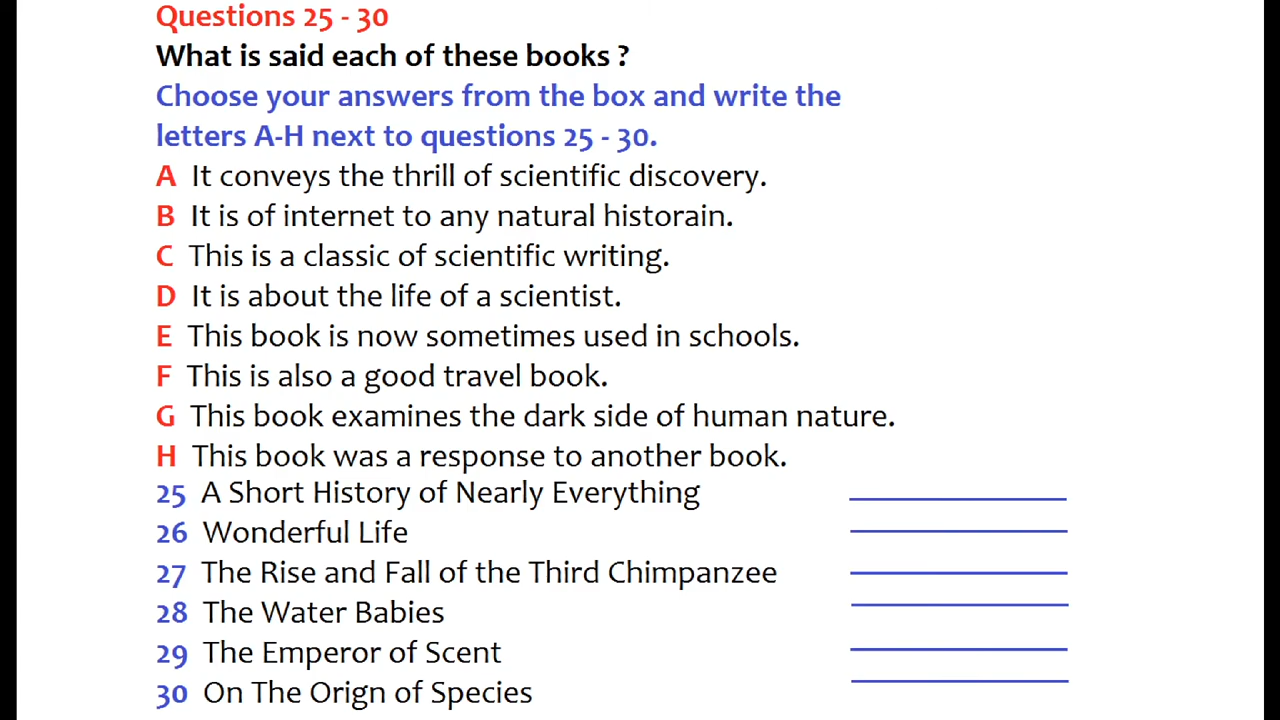 Questions 25 - 30
What is said each of these books ?
Choose your answers from the box and write the
letters A-H next to questions 25 - 30.
A It conveys the thrill of scientific discovery.
B It is of internet to any natural historain.
C This is a classic of scientific writing.
D It is about the life of a scientist.
E This book is now sometimes used in schools.
F This is also a good travel book.
G This book examines the dark side of human nature.
H This book was a response to another book.
25 A Short History of Nearly Everything
26 Wonderful Life
27 The Rise and Fall of the Third Chimpanzee
28 The Water Babies
29 The Emperor of Scent
30 On The Orign of Species